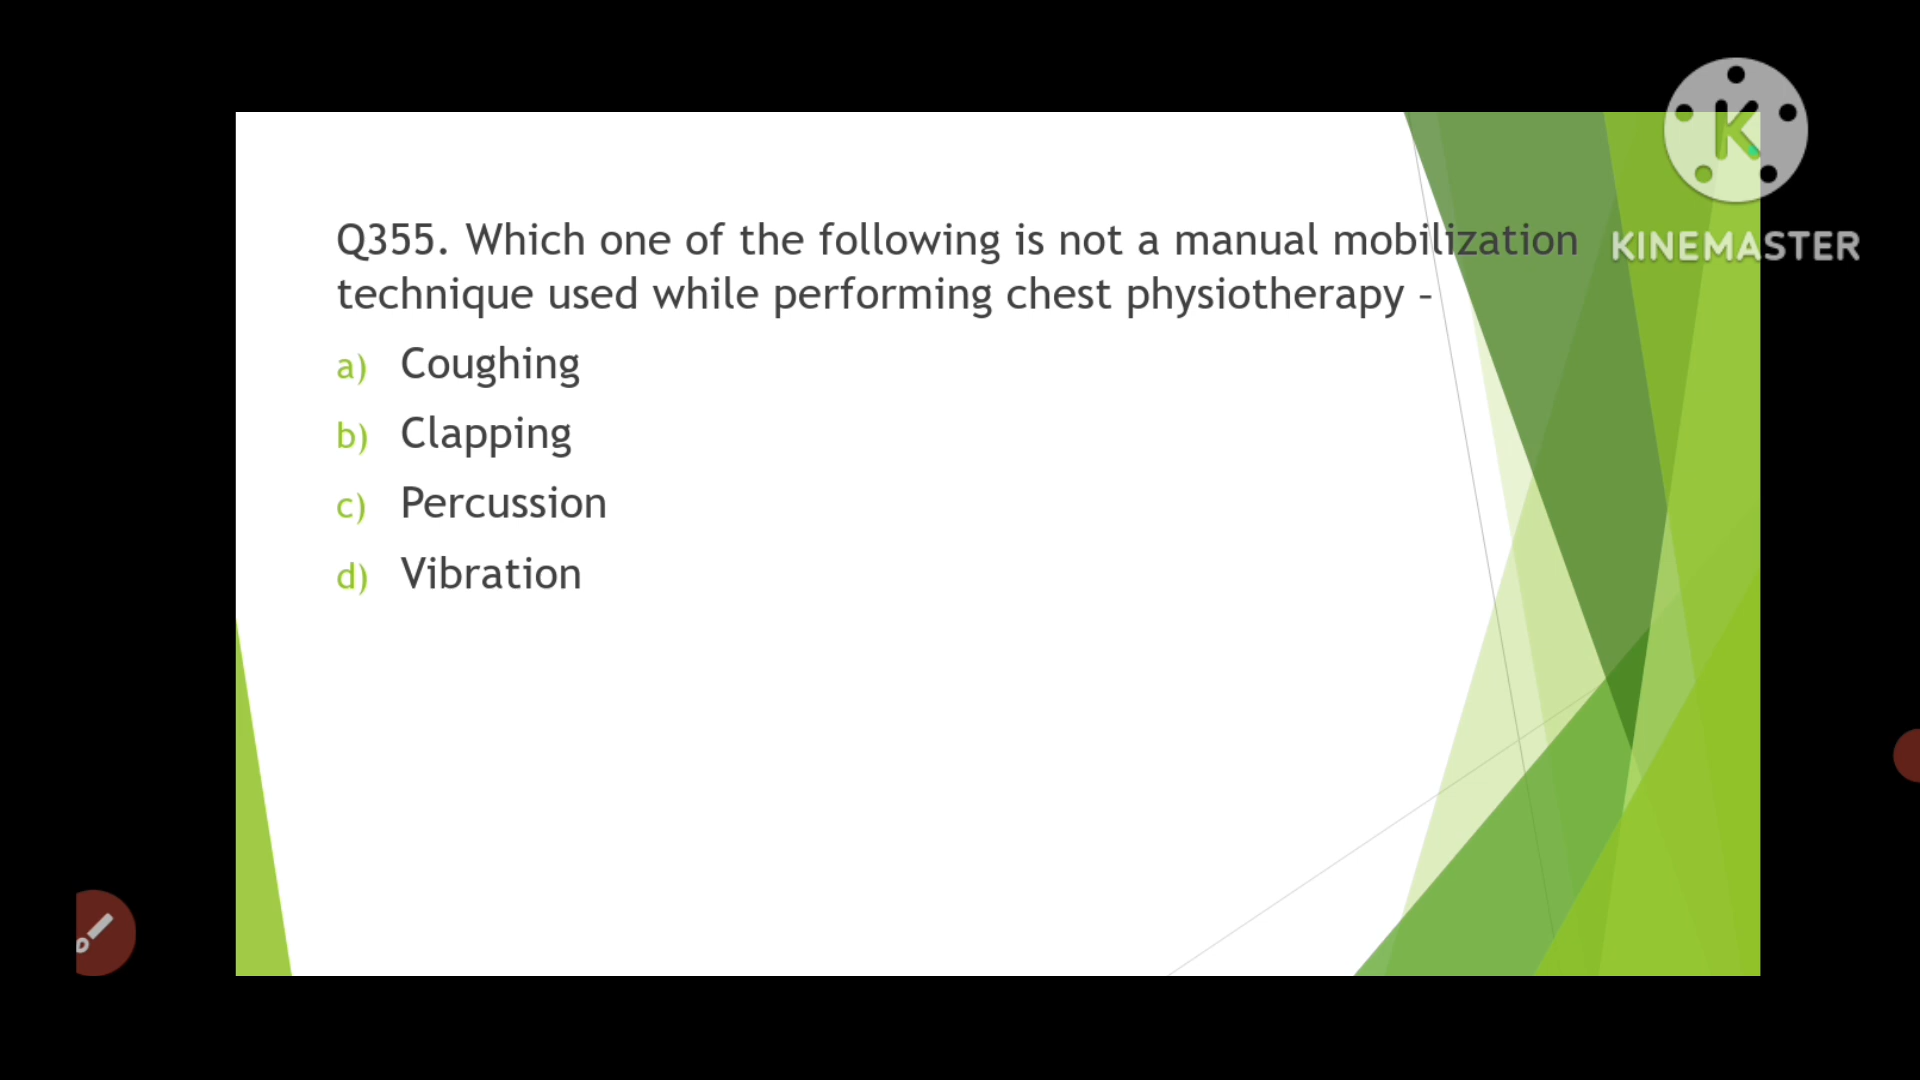 Q355. Which one of the following is not a manual mobilization
technique used while performing chest physiotherapy –
a) Coughing
b) Clapping
c) Percussion
d) Vibration
K
KINEMASTER